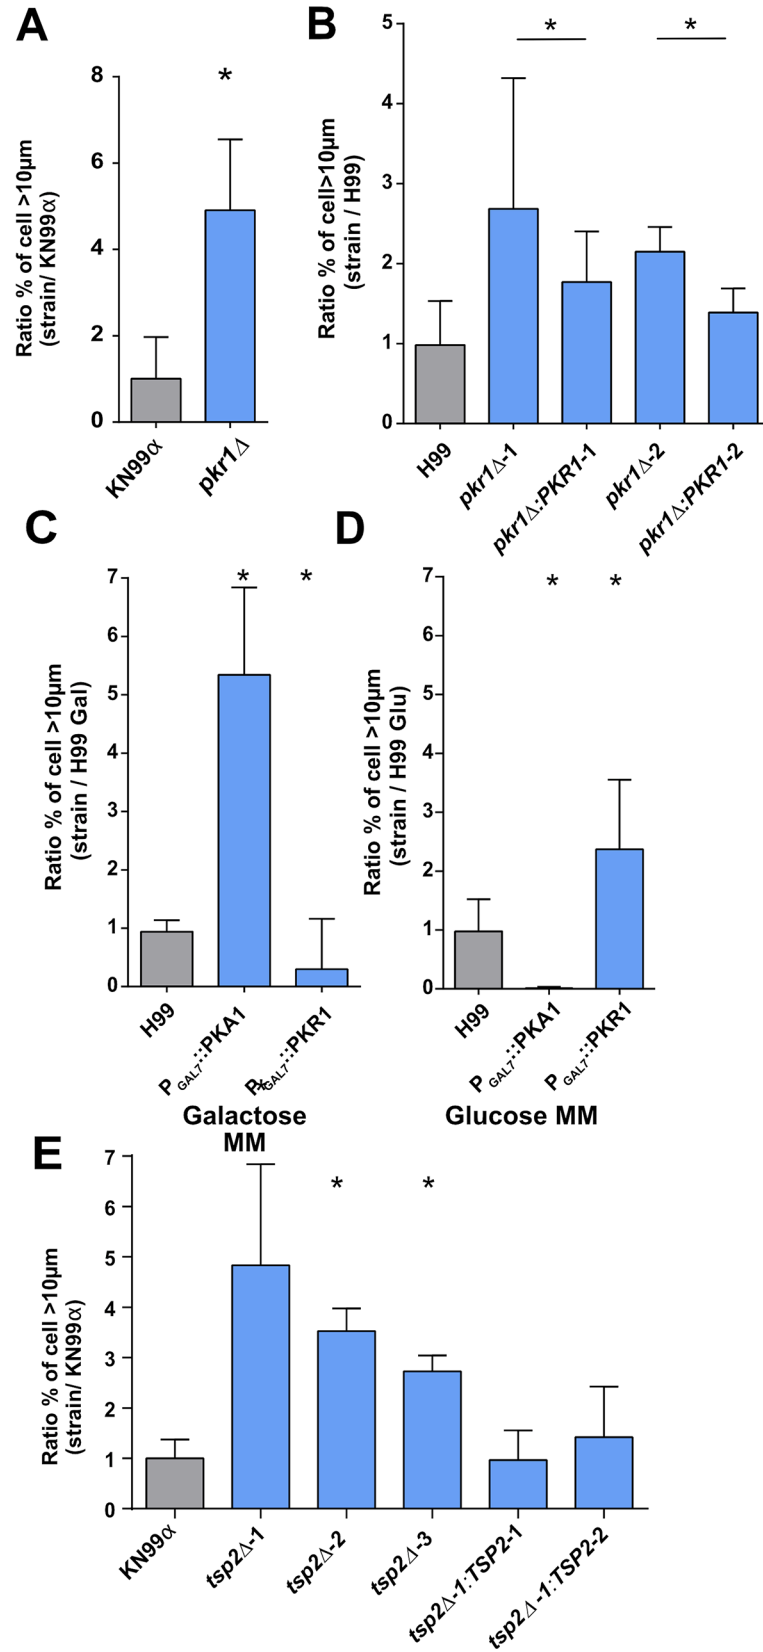 A
Ratio % of cell >10µm
(strain/ KN99α)
8
6
4
2
0
*
KN99α
pkr1Δ
B
Ratio % of cell>10µm
(strain / H99)
5
4
3
2
1
0
*
*
H99
pkr1Δ-1
pkr1Δ:PKR1-1
pkr1Δ-2
pkr1Δ:PKR1-2
C
Ratio % of cell >10µm
(strain / H99 Gal)
7
6
5
4
3
2
1
0
*
*
H99
P GAL7::PKA1
P*GAL7::PKR1
Galactose
MM
D
Ratio % of cell >10µm
(strain / H99 Glu)
7
6
5
4
3
2
1
0
*
*
H99
P GAL7::PKA1
P GAL7::PKR1
Glucose MM
E
Ratio % of cell >10µm
(strain/ KN99α)
7
6
5
4
3
2
1
0
*
*
KN99α
tsp2Δ-1
tsp2Δ-2
tsp2Δ-3
tsp2Δ-1:TSP2-1
tsp2Δ-1:TSP2-2